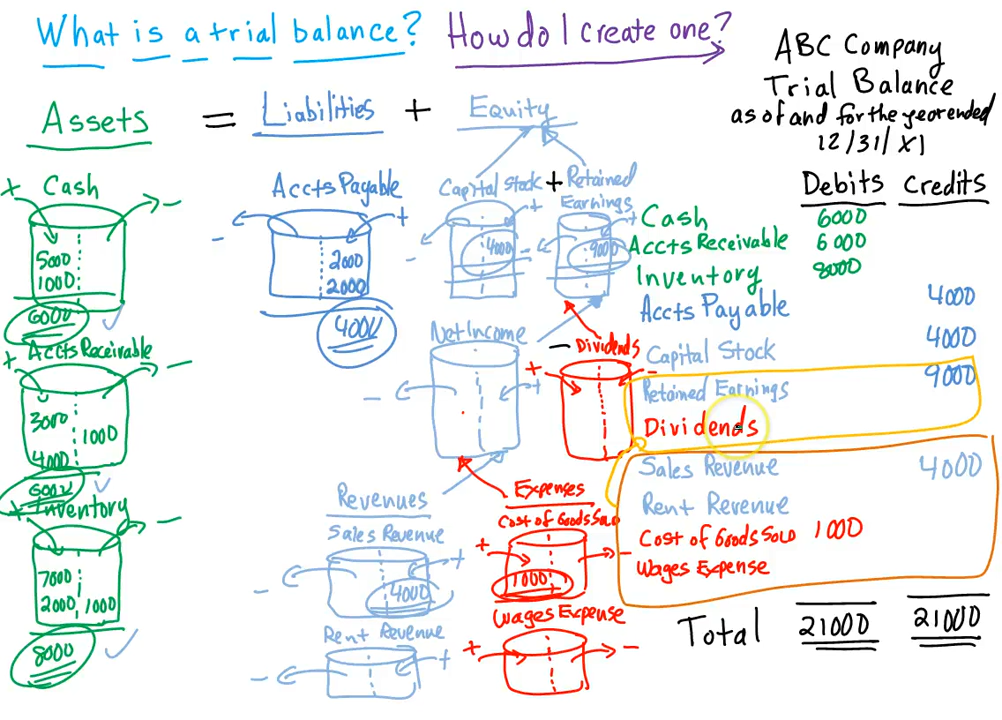 What is a trial balance? How do I create one?
Assets = Liabilities + Equity
+ Cash -
5000
1000
6000
+ Accts Receivable -
3000
1000
4000
6000
+ Inventory -
7000
2000 1000
8000
Accts Payable
- +
2000
2000
4000
Capital Stock + Retained Earnings
- + - +
4000 9000
Net Income
- +
- Dividends
+ -
Revenues
Sales Revenue
- +
4000
Rent Revenue
- +
Expenses
Cost of Goods Sold
+ -
1000
Wages Expense
+ -
ABC Company
Trial Balance
as of and for the year ended
12/31/X1
Debits Credits
Cash 6000
Accts Receivable 6000
Inventory 8000
Accts Payable 4000
Capital Stock 4000
Retained Earnings 9000
Dividends
Sales Revenue 4000
Rent Revenue
Cost of Goods Sold 1000
Wages Expense
Total 21000 21000